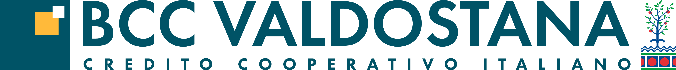 BCC VALDOSTANA
CREDITO COOPERATIVO ITALIANO